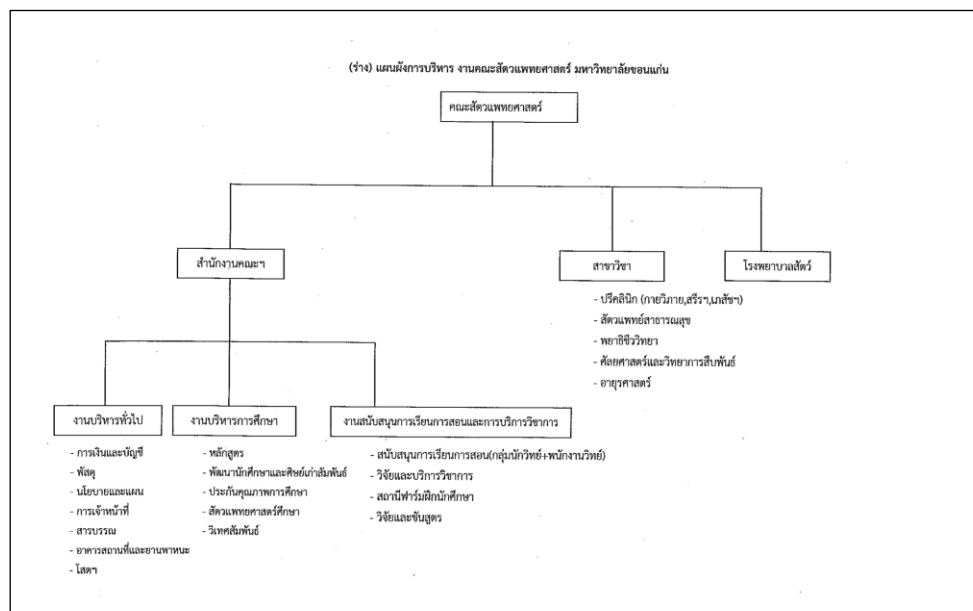 (ร่าง) แผนผังการบริหาร งานคณะสัตวแพทยศาสตร์ มหาวิทยาลัยขอนแก่น
คณะสัตวแพทยศาสตร์
สำนักงานคณะฯ
สาขาวิชา
โรงพยาบาลสัตว์
- ปรีคลินิก (กายวิภาย,สรีรฯ,เภสัชฯ)
- สัตวแพทย์สาธารณสุข
- พยาธิชีววิทยา
- ศัลยศาสตร์และวิทยาการสืบพันธ์
- อายุรศาสตร์
งานบริหารทั่วไป
- การเงินและบัญชี
- พัสดุ
- นโยบายและแผน
- การเจ้าหน้าที่
- สารบรรณ
- อาคารสถานที่และยานพาหนะ
- โสตฯ
งานบริหารการศึกษา
- หลักสูตร
- พัฒนานักศึกษาและศิษย์เก่าสัมพันธ์
- ประกันคุณภาพการศึกษา
- สัตวแพทยศาสตร์ศึกษา
- วิเทศสัมพันธ์
งานสนับสนุนการเรียนการสอนและการบริการวิชาการ
- สนับสนุนการเรียนการสอน(กลุ่มนักวิทย์+พนักงานวิทย์)
- วิจัยและบริการวิชาการ
- สถานีฟาร์มฝึกนักศึกษา
- วิจัยและชันสูตร